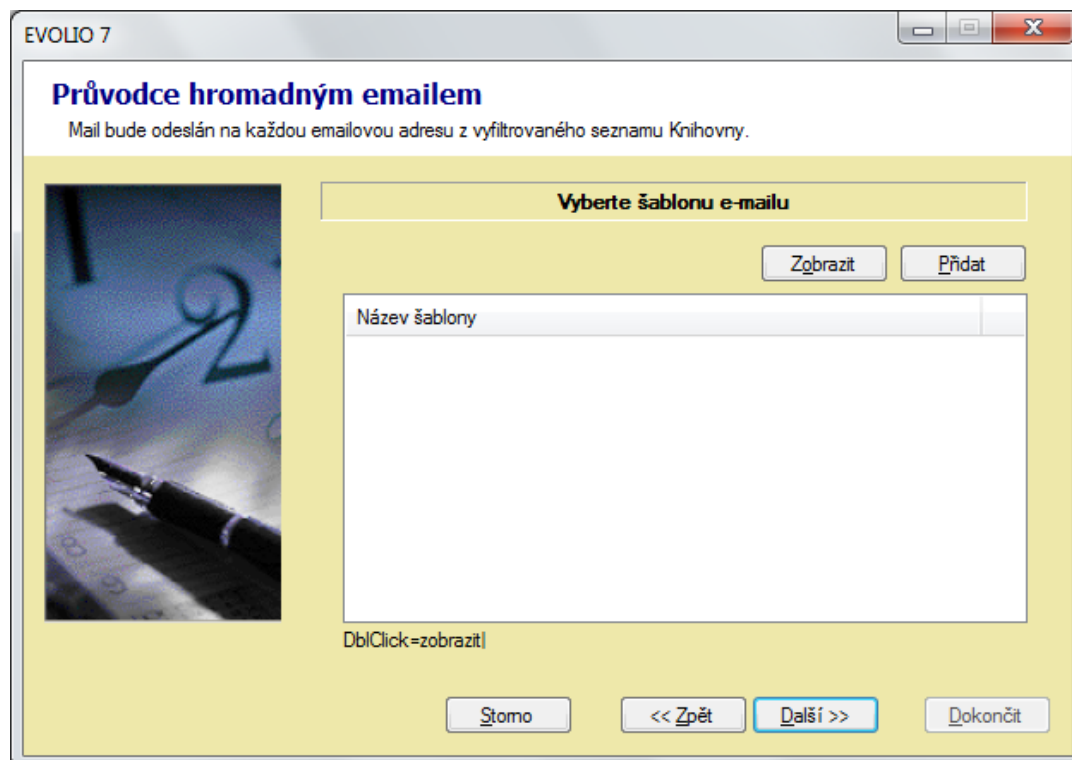 EVOLIO 7
Průvodce hromadným emailem
Mail bude odeslán na každou emailovou adresu z vyfiltrovaného seznamu Knihovny.
Vyberte šablonu e-mailu
Zobrazit
Přidat
Název šablony
DblClick=zobrazit|
Storno
<< Zpět
Další >>
Dokončit